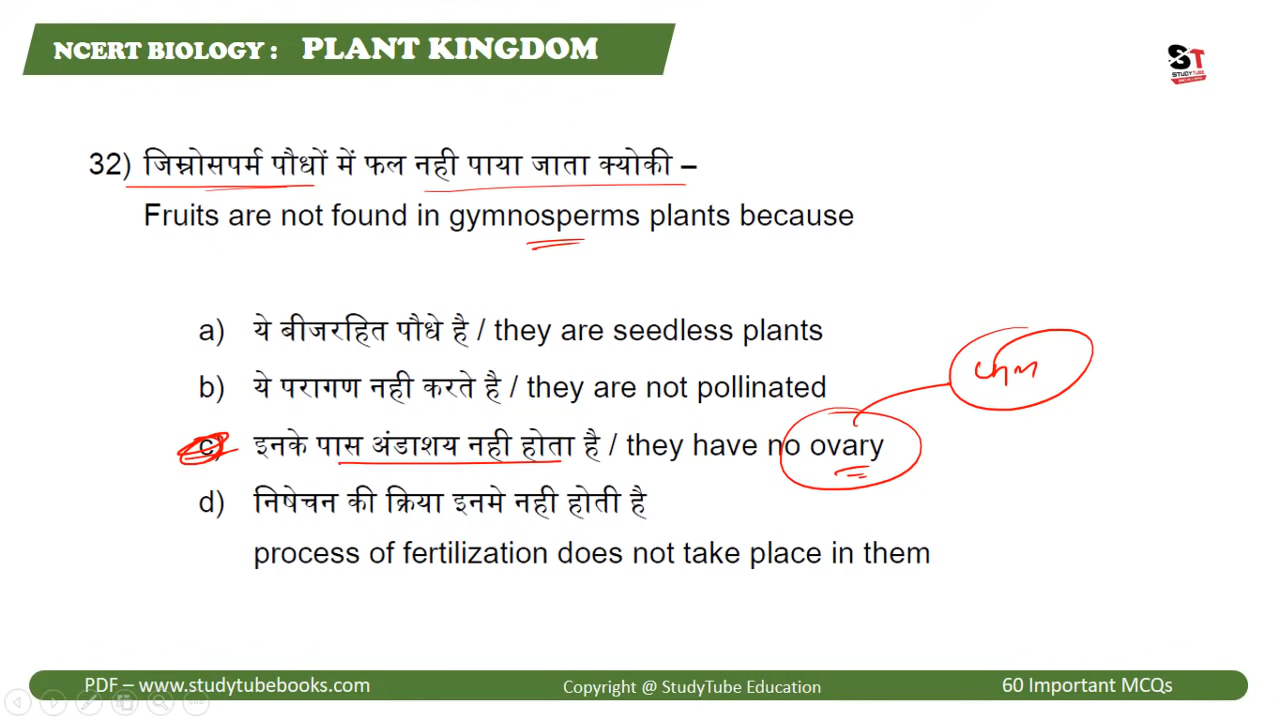 NCERT BIOLOGY : PLANT KINGDOM
ST
STUDYTUBE
32) जिम्नोसपर्म पौधों में फल नही पाया जाता क्योकी –
Fruits are not found in gymnosperms plants because
a) ये बीजरहित पौधे है / they are seedless plants
b) ये परागण नही करते है / they are not pollinated
फल
c) इनके पास अंडाशय नही होता है / they have no ovary
d) निषेचन की क्रिया इनमे नही होती है
process of fertilization does not take place in them
PDF – www.studytubebooks.com Copyright @ StudyTube Education 60 Important MCQs